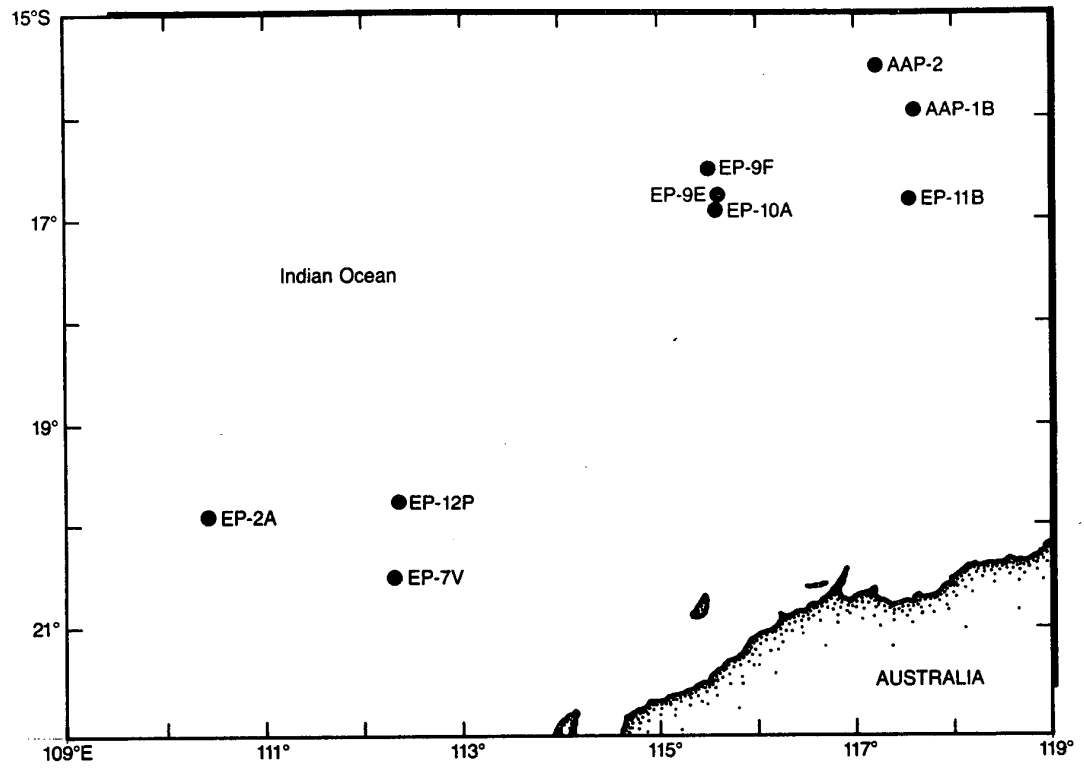 15°S
AAP-2
AAP-1B
EP-9F
EP-9E
EP-10A
EP-11B
17°
Indian Ocean
19°
EP-12P
EP-2A
EP-7V
21°
AUSTRALIA
109°E
111°
113°
115°
117°
119°